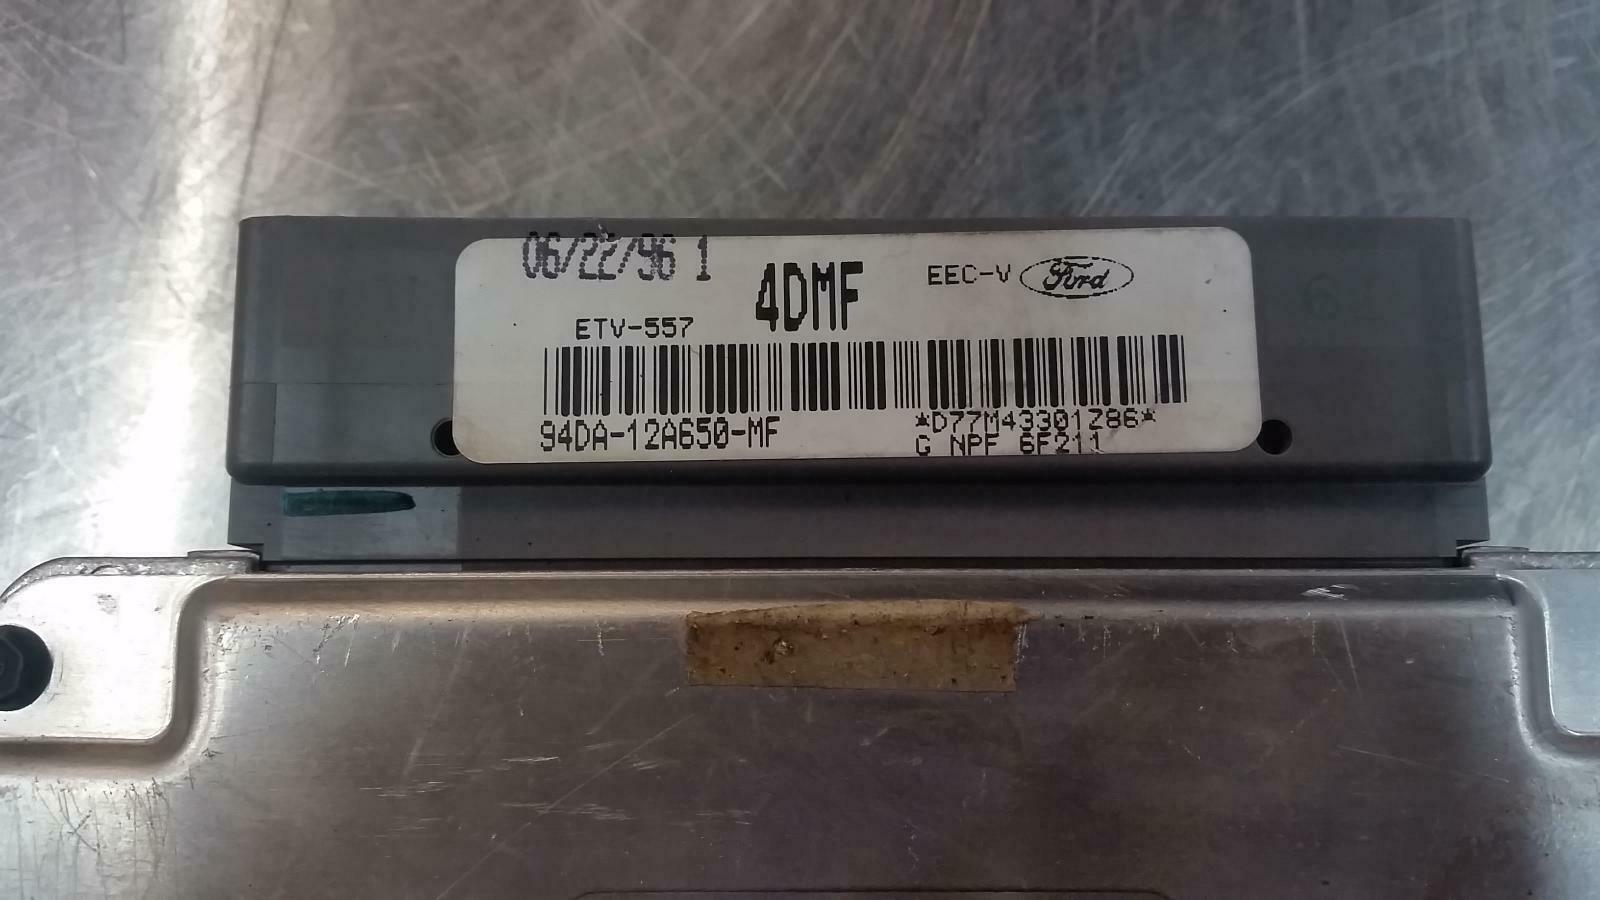 06/22/96 1
4DMF
EEC-V Ford
ETV-557
94DA-12A650-MF
*D77M43301Z86*
G NPF 6F211